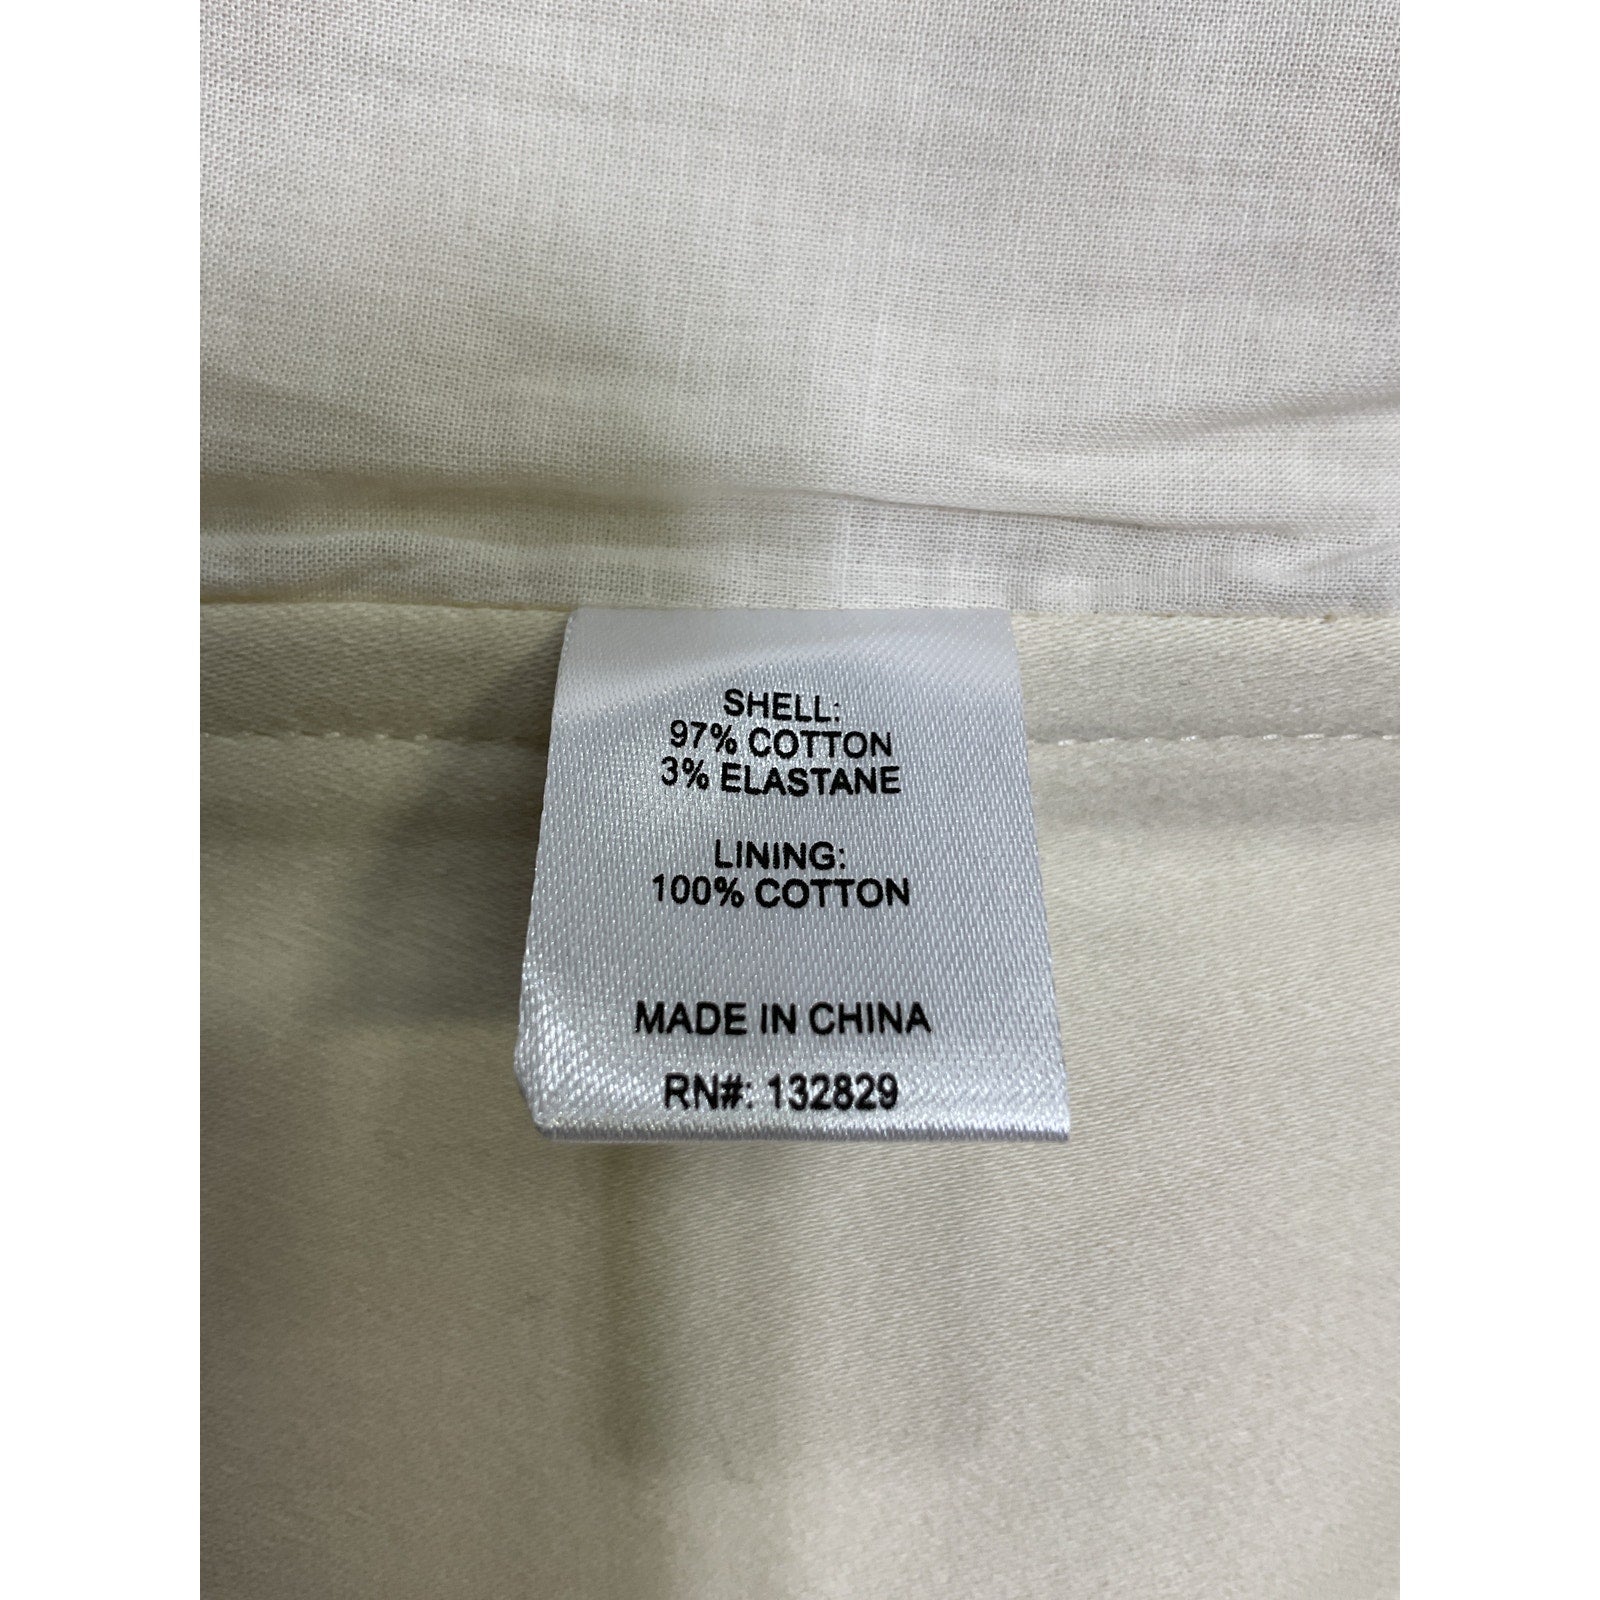 SHELL:
97% COTTON
3% ELASTANE
LINING:
100% COTTON
MADE IN CHINA
RN#: 132829